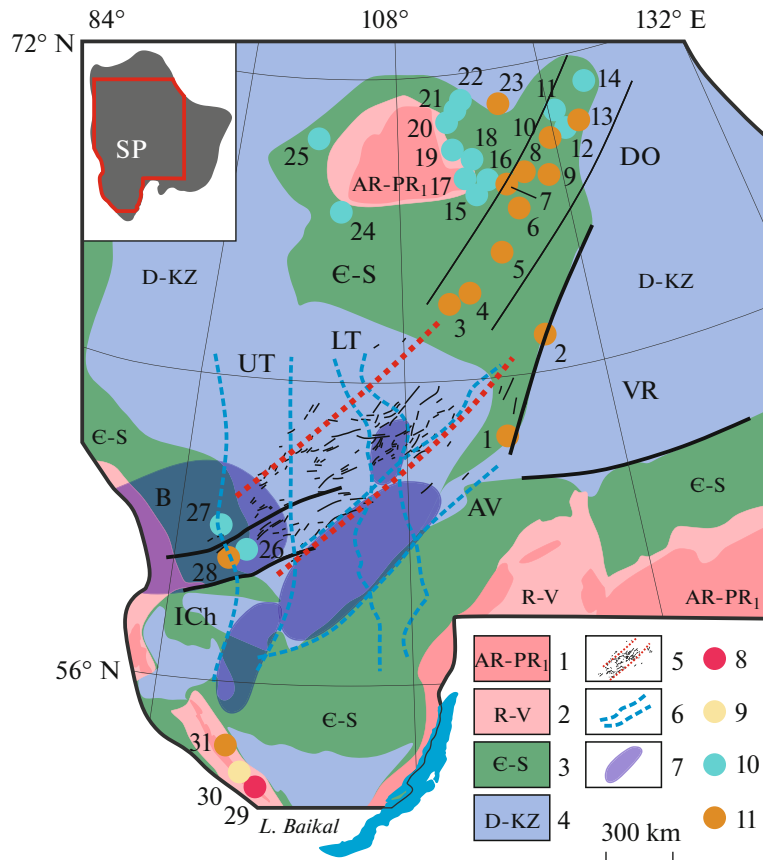 84° 108° 132° E
72° N
SP
22 23 14
21 11
20 10 13
25 19 18 8 12
16 9 DO
AR-PR₁ 17 7
15 6
24
Є-S 5
D-KZ D-KZ
3 4
LT 2
UT
VR
1
Є-S
B Є-S
27 AV
26
28
ICh R-V AR-PR₁
56° N
Є-S
31
30
29
L. Baikal
AR-PR₁ 1 5 8
R-V 2 6 9
Є-S 3 7 10
D-KZ 4 11
300 km